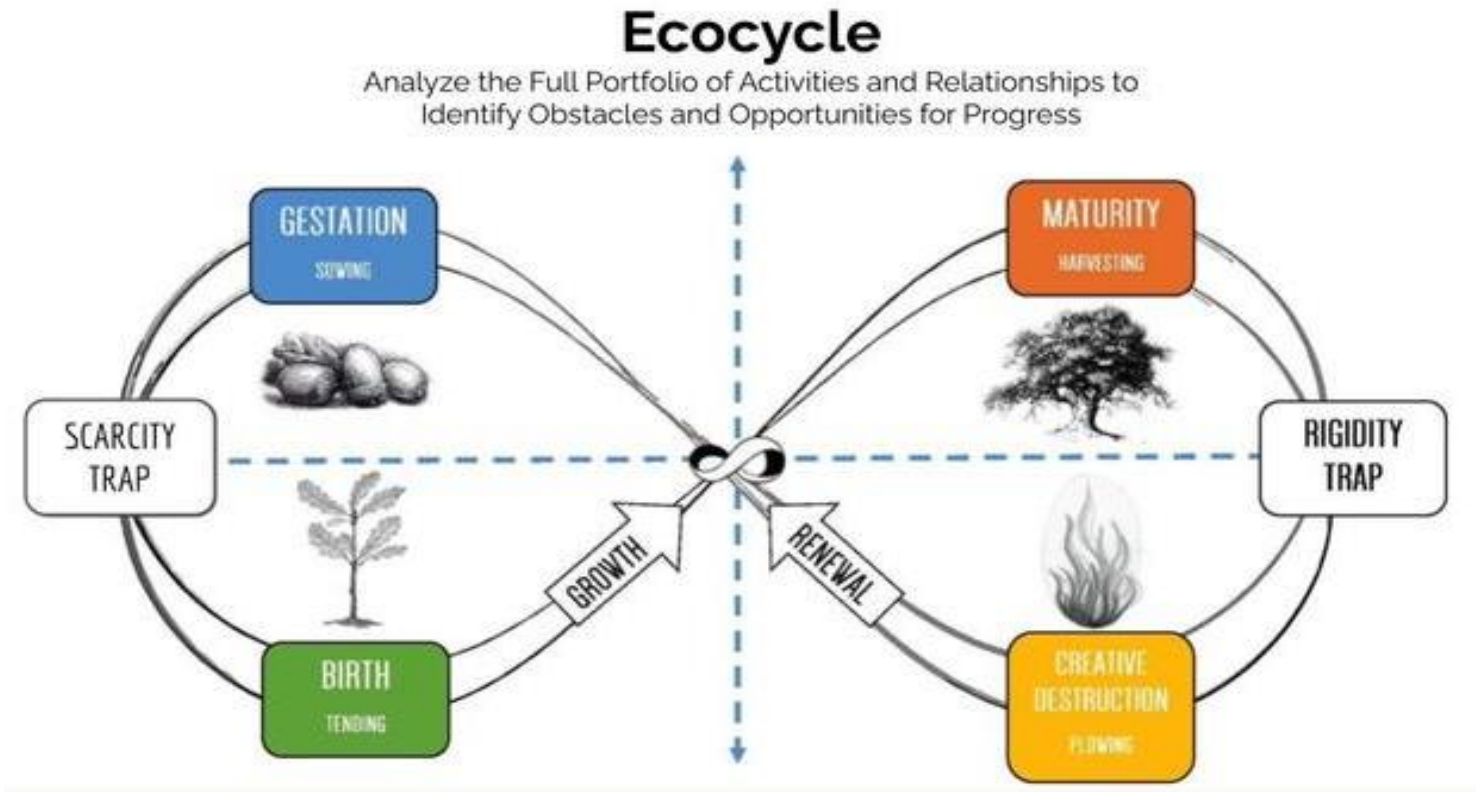 Ecocycle
Analyze the Full Portfolio of Activities and Relationships to
Identify Obstacles and Opportunities for Progress
GESTATION
SOWING
MATURITY
HARVESTING
SCARCITY
TRAP
RIGIDITY
TRAP
GROWTH
RENEWAL
BIRTH
TENDING
CREATIVE
DESTRUCTION
PLOWING